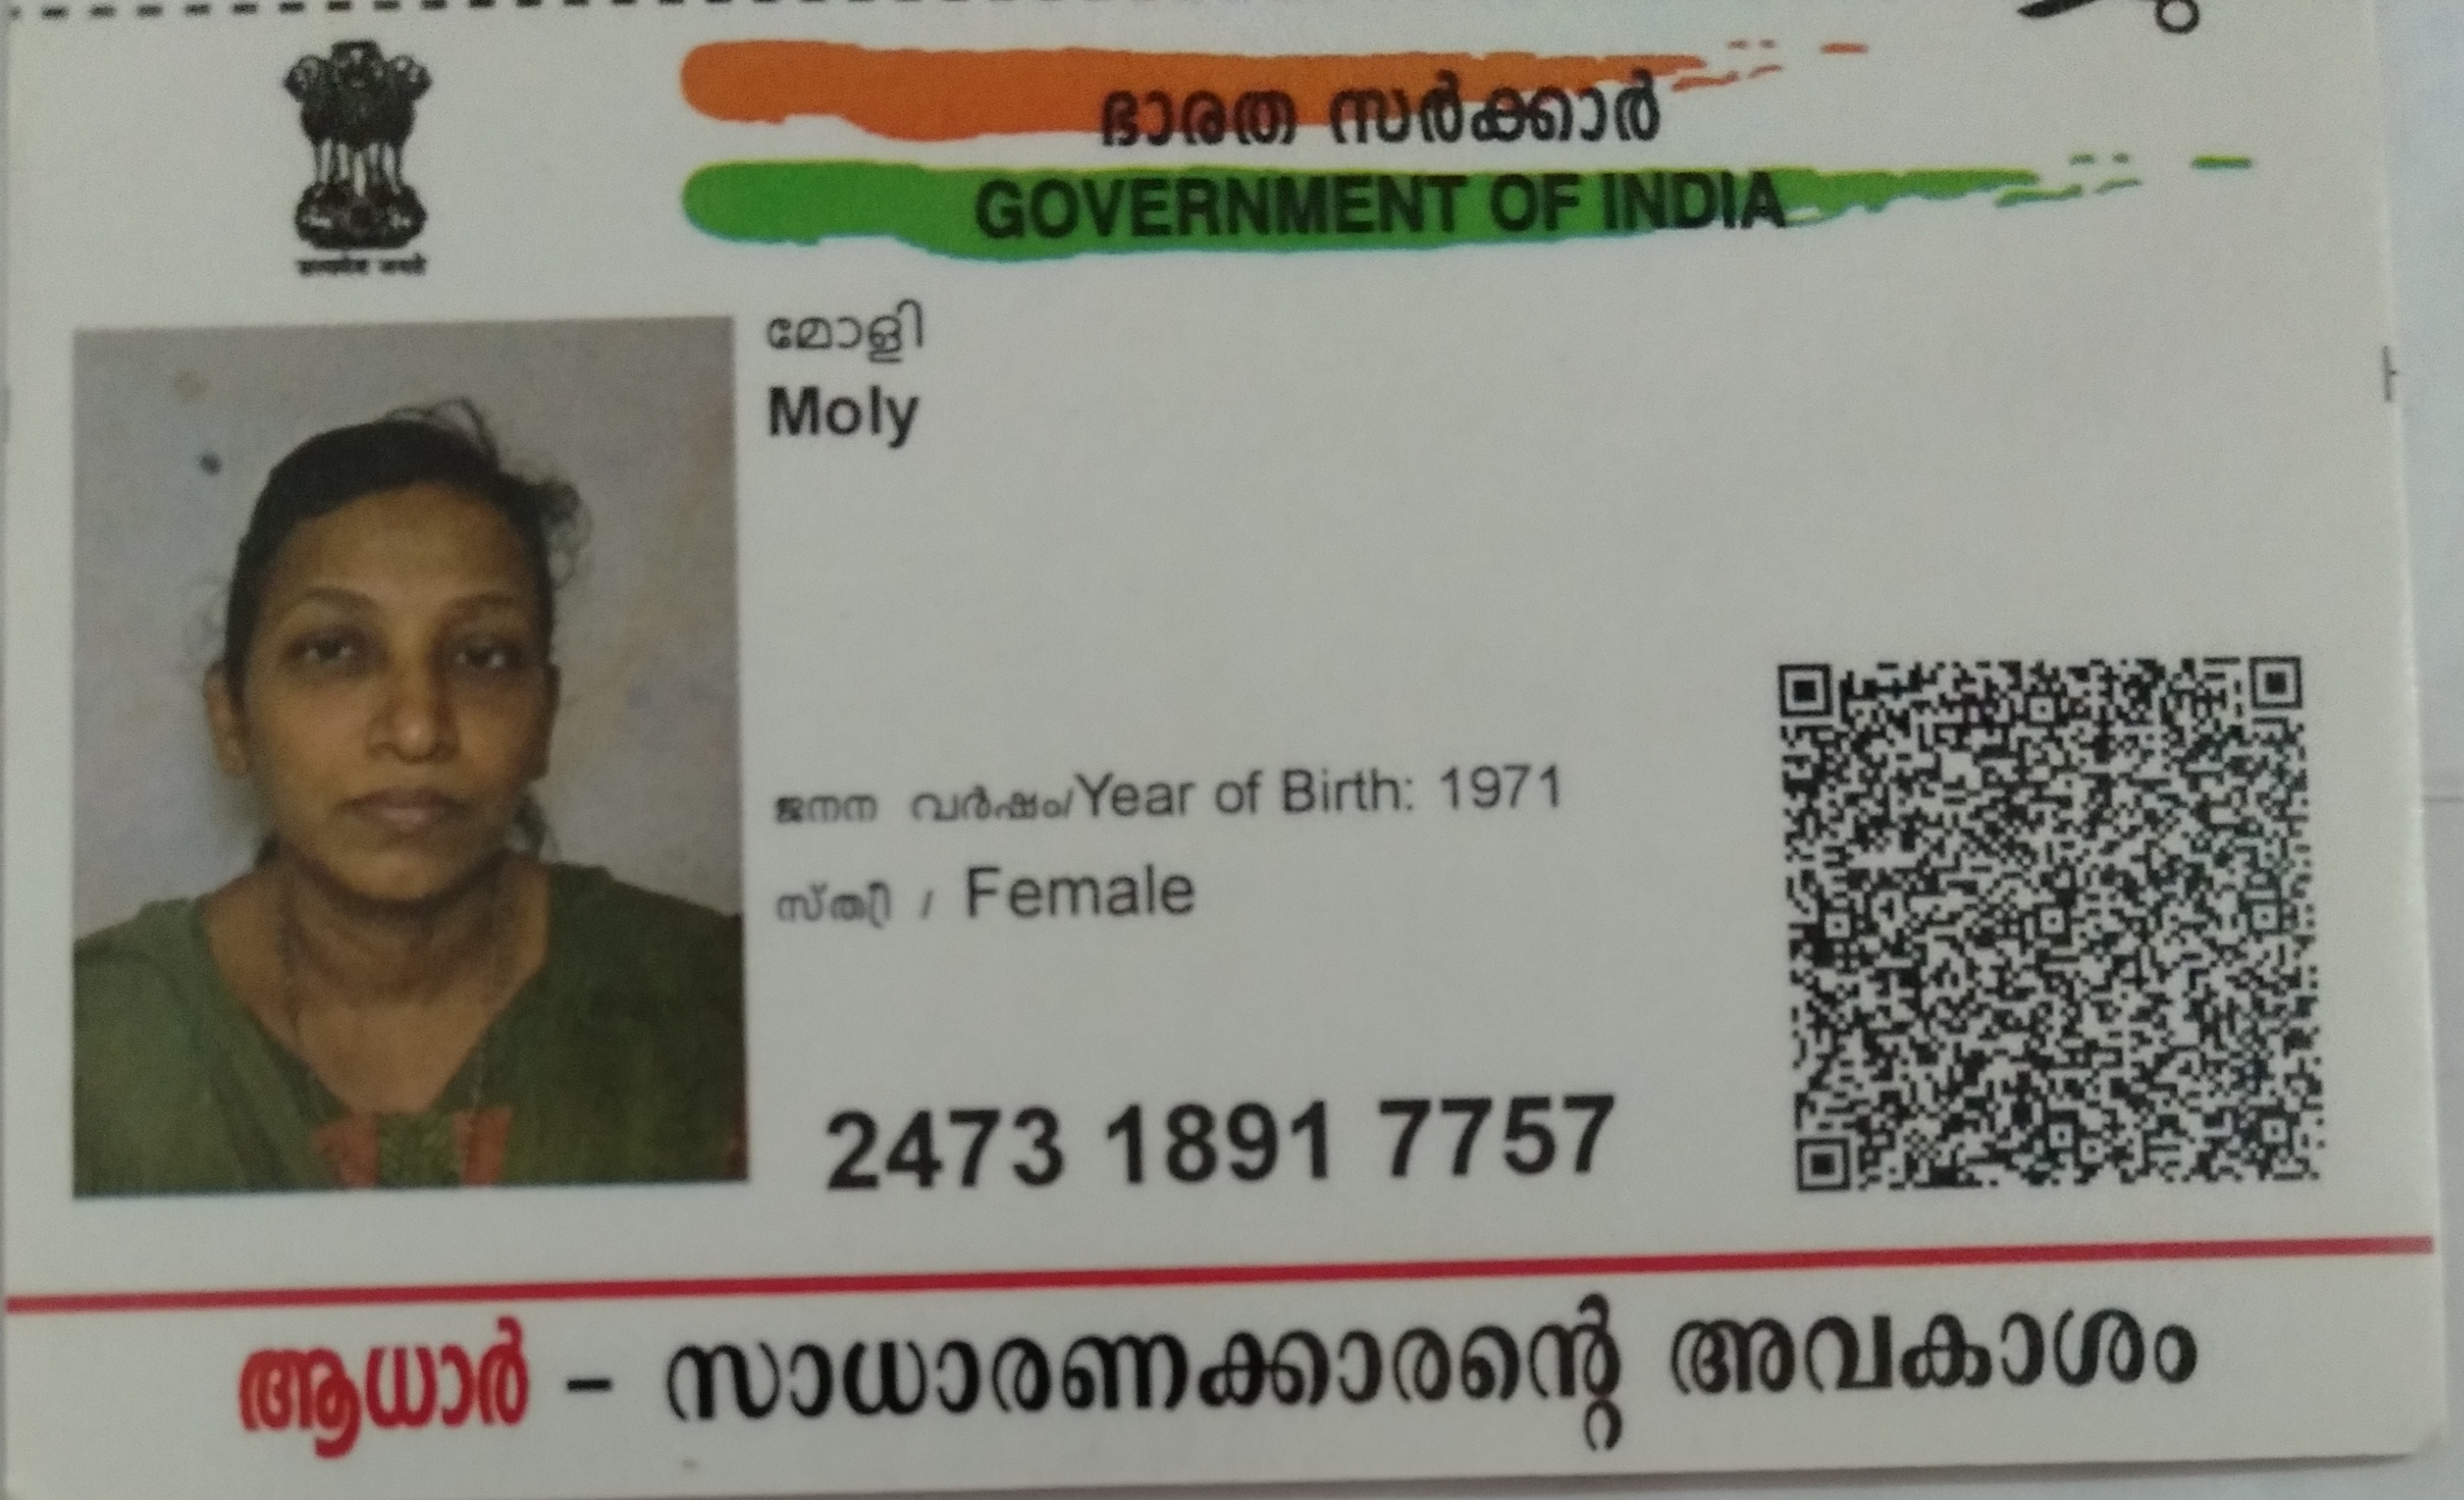 भारत സർക്കാർ
GOVERNMENT OF INDIA
सत्यमेव जयते
മോളി
Moly
ജനന വർഷം/Year of Birth: 1971
സ്ത്രീ / Female
2473 1891 7757
ആധാർ – സാധാരണക്കാരന്റെ അവകാശം